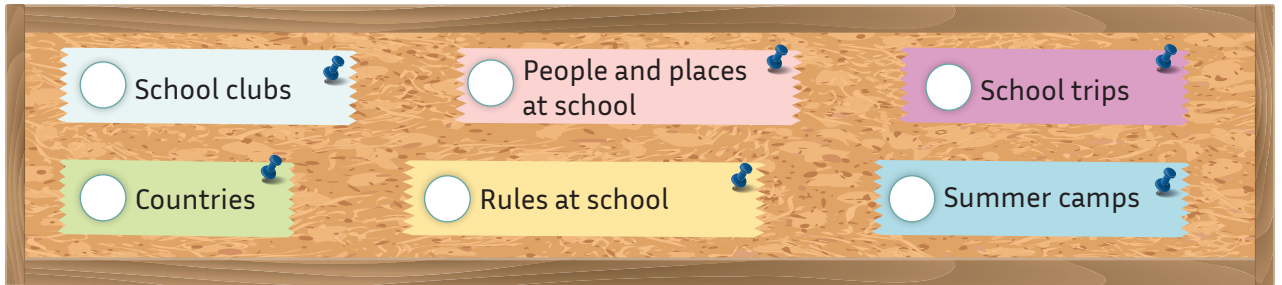 School clubs
People and places
at school
School trips
Countries
Rules at school
Summer camps